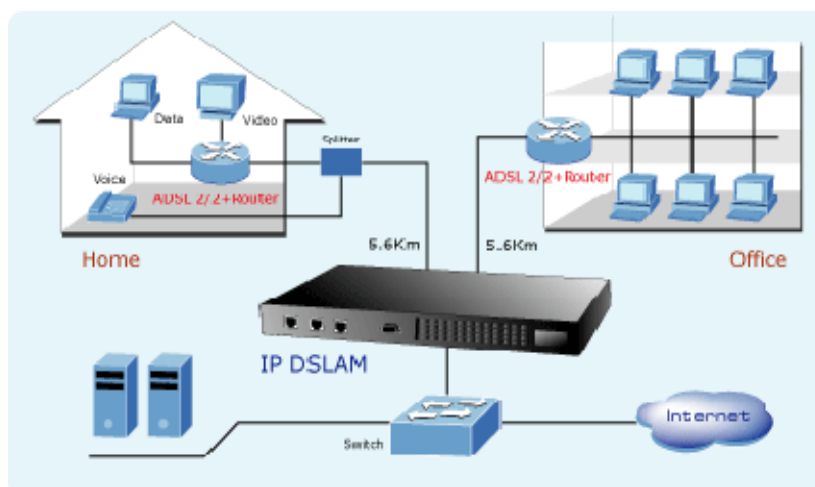 Data
Video
Splitter
Voice
ADSL 2/2+Router
ADSL 2/2+Router
5.6Km
5.6Km
Home
Office
IP DSLAM
Internet
Switch